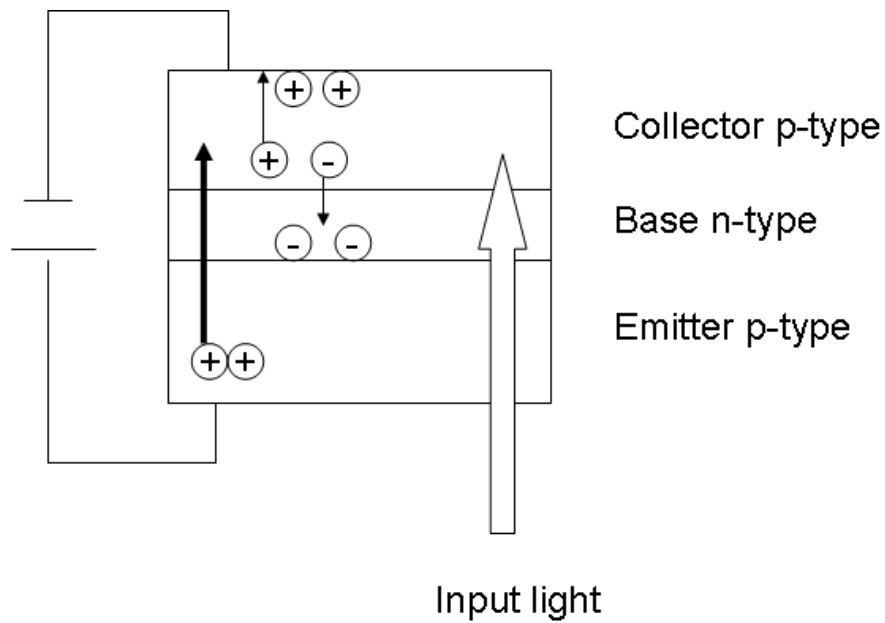 + +
+ -
- -
+ +
Collector p-type
Base n-type
Emitter p-type
Input light